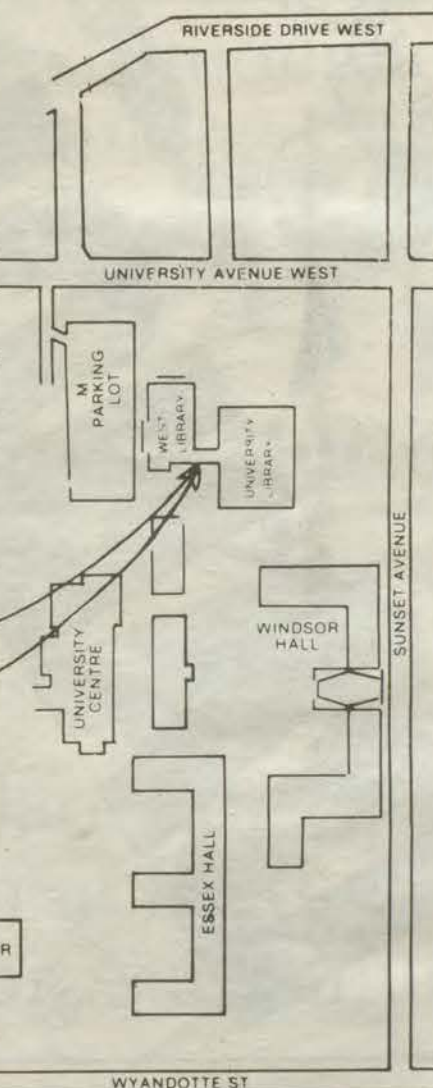 RIVERSIDE DRIVE WEST
UNIVERSITY AVENUE WEST
M
PARKING
LOT
WEST
LIBRARY
UNIVERSITY
LIBRARY
SUNSET AVENUE
WINDSOR
HALL
UNIVERSITY
CENTRE
ESSEX HALL
R
WYANDOTTE ST